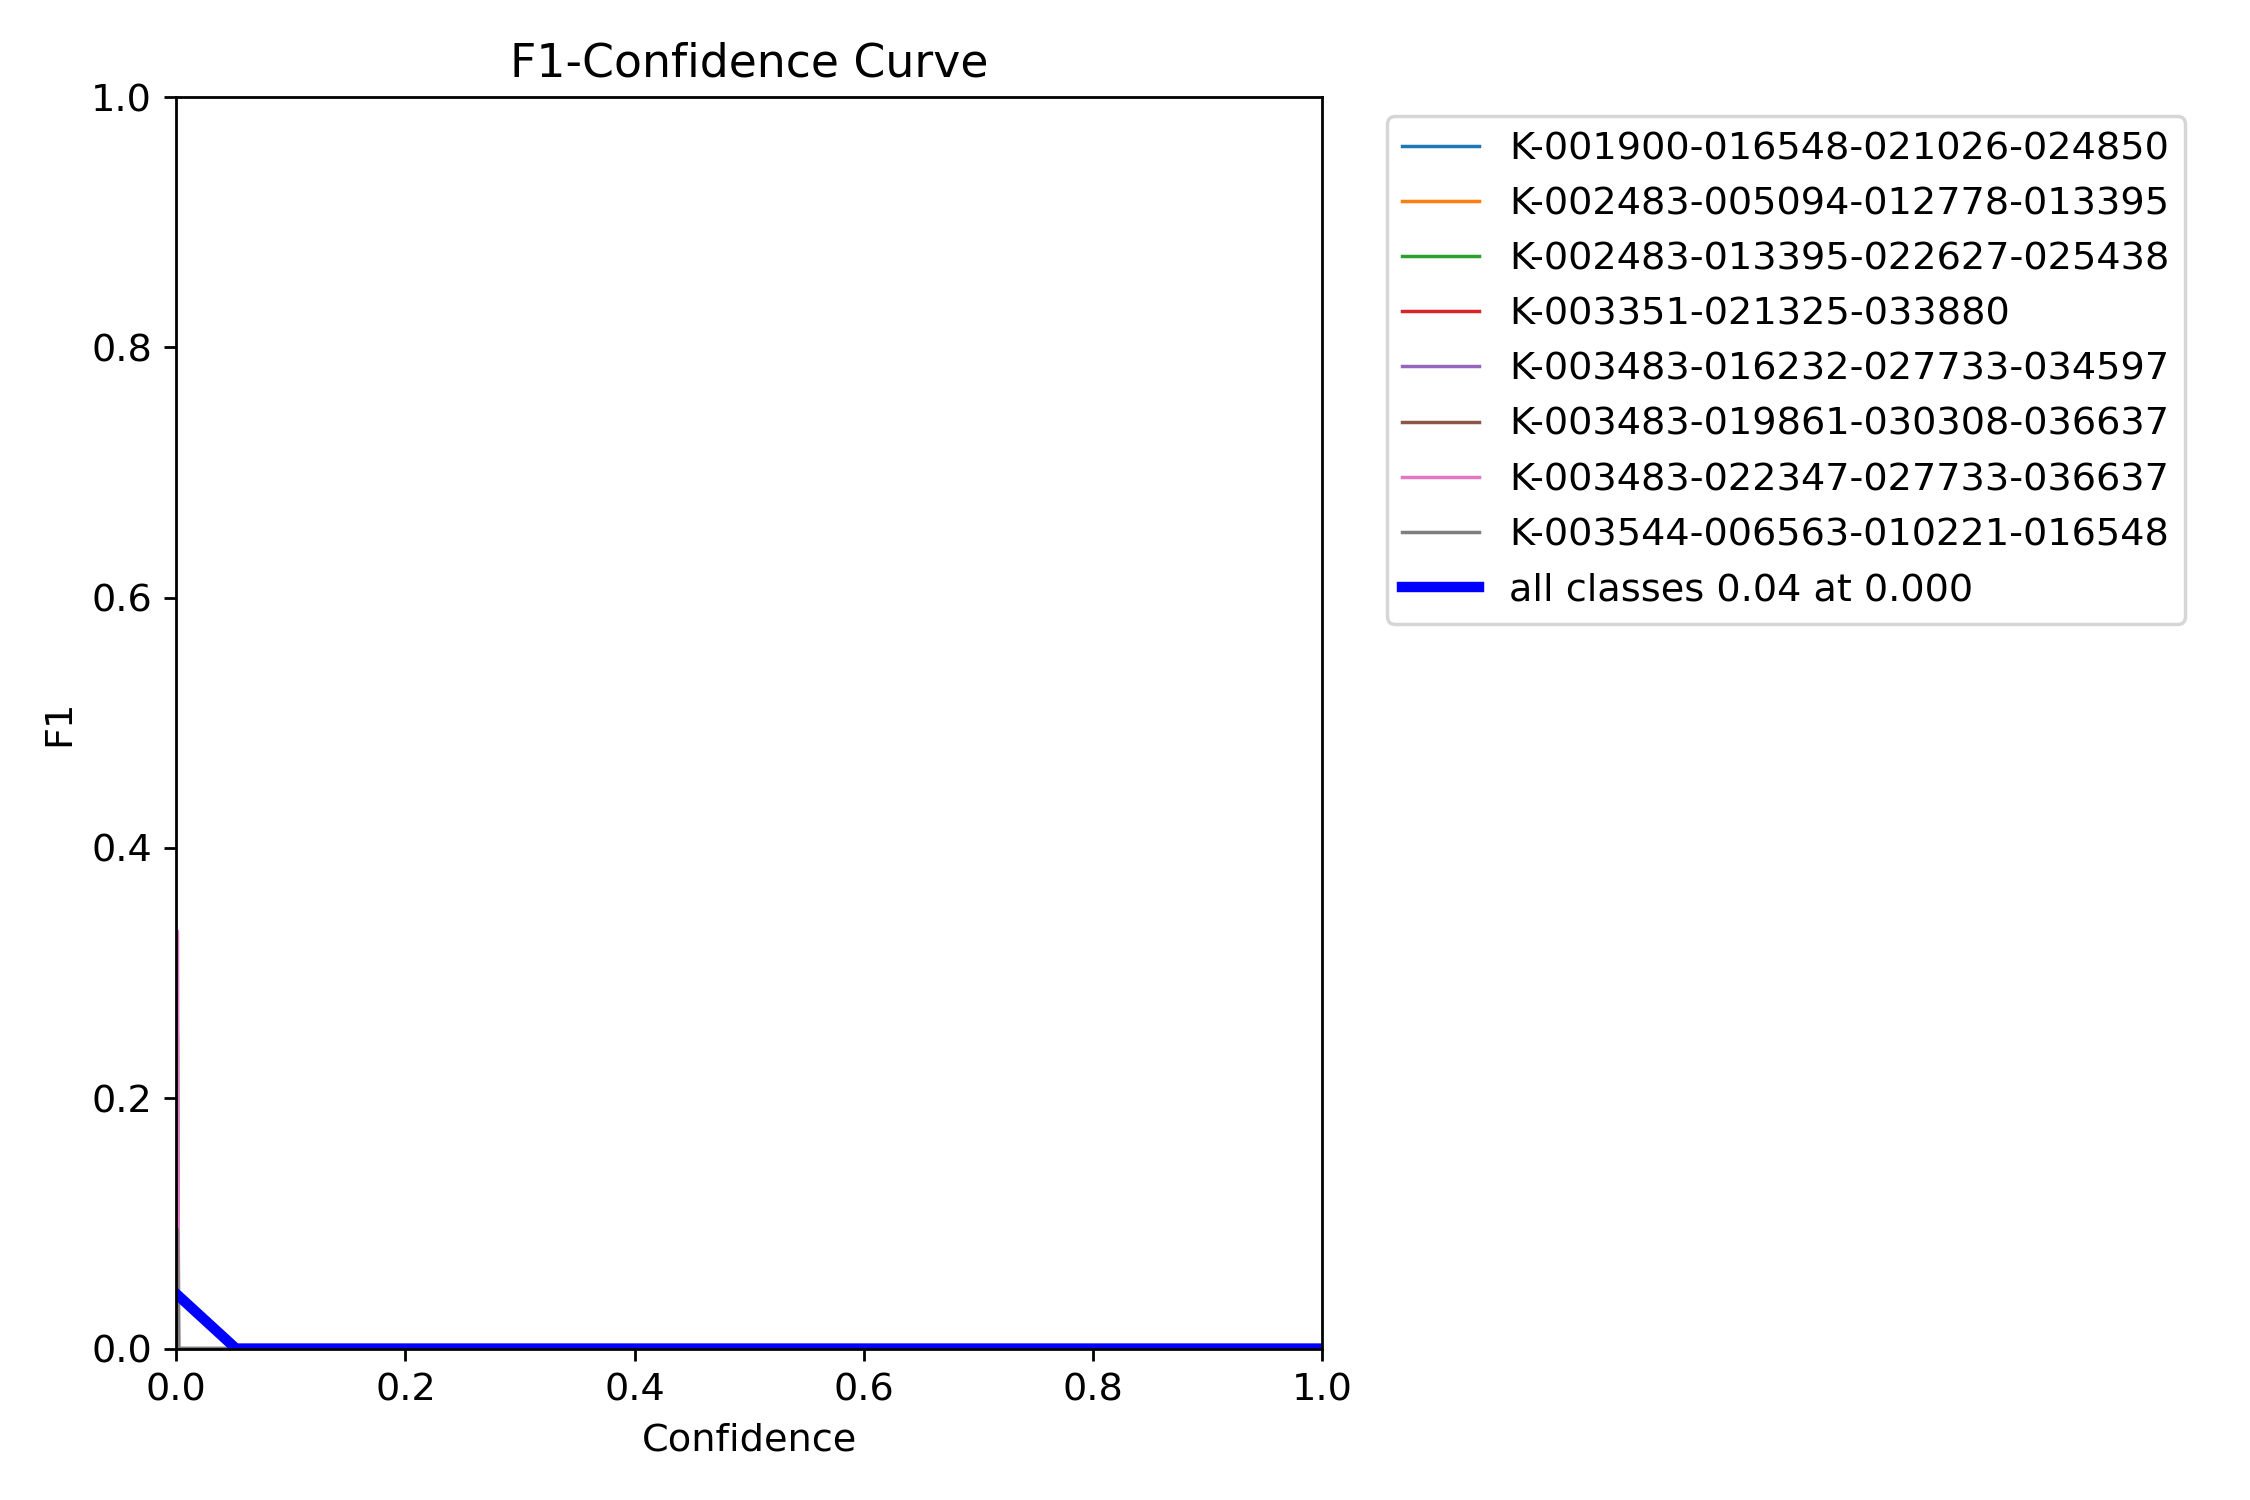 F1-Confidence Curve
1.0
0.8
0.6
0.4
0.2
0.0
F1
0.0 0.2 0.4 0.6 0.8 1.0
Confidence
K-001900-016548-021026-024850
K-002483-005094-012778-013395
K-002483-013395-022627-025438
K-003351-021325-033880
K-003483-016232-027733-034597
K-003483-019861-030308-036637
K-003483-022347-027733-036637
K-003544-006563-010221-016548
all classes 0.04 at 0.000